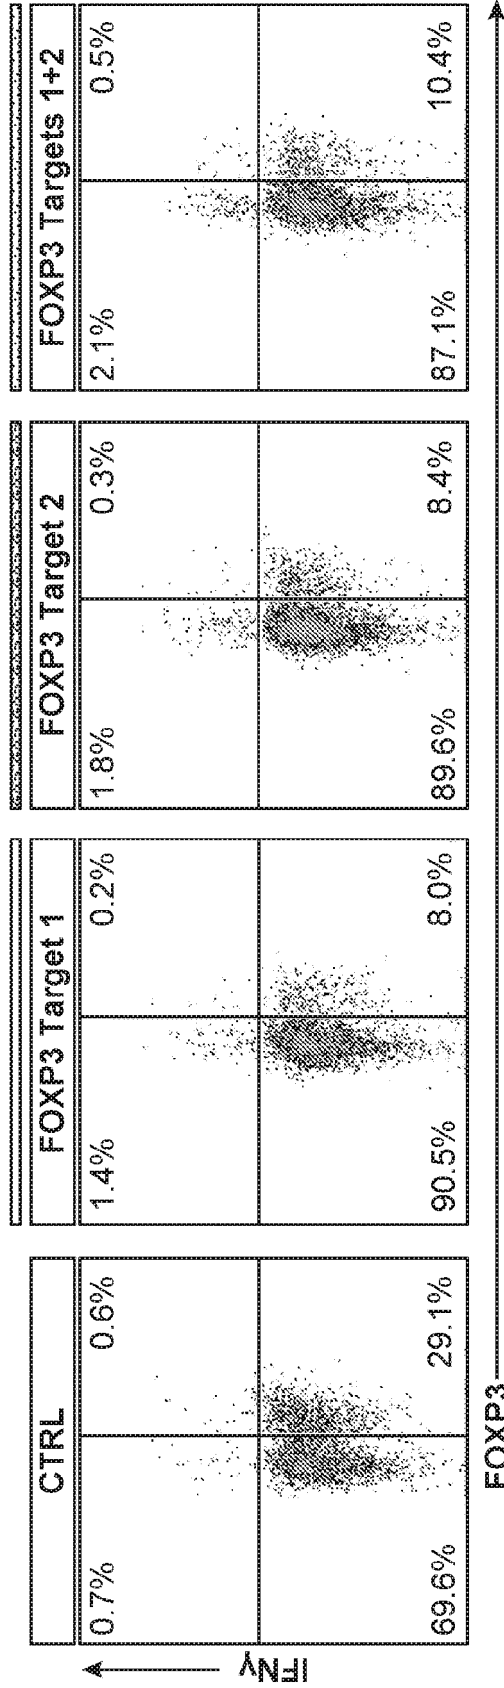 CTRL
0.7%
0.6%
69.6%
29.1%
FOXP3 Target 1
1.4%
0.2%
90.5%
8.0%
FOXP3 Target 2
1.8%
0.3%
89.6%
8.4%
FOXP3 Targets 1+2
2.1%
0.5%
87.1%
10.4%
IFNγ
FOXP3